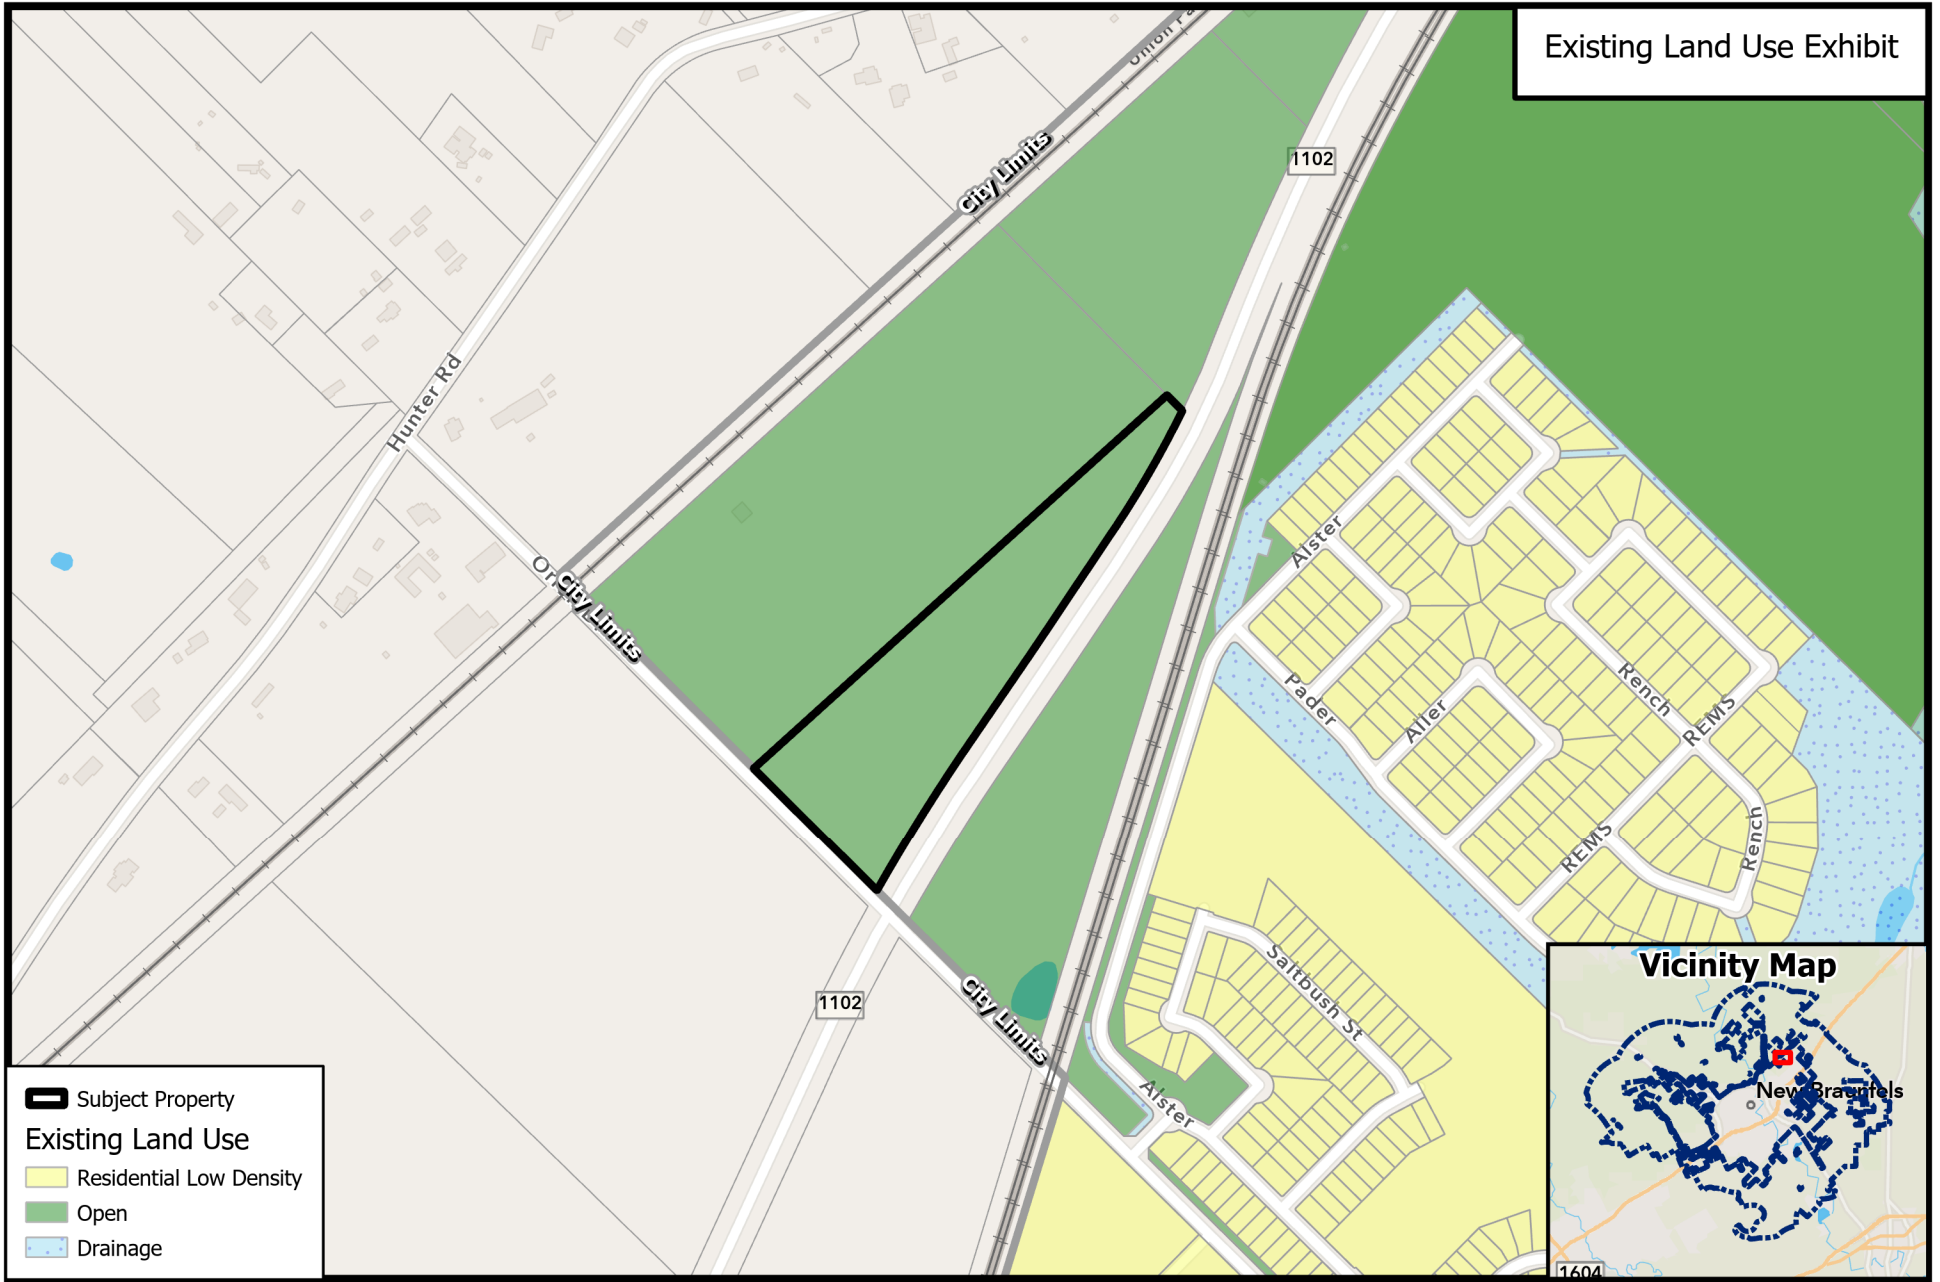 Existing Land Use Exhibit
Union Pa
1102
City Limits
Hunter Rd
City Limits
Alster
Pader
Aller
Rench
REMS
REMS
Rench
Saltbush St
City Limits
1102
Alster
Subject Property
Existing Land Use
Residential Low Density
Open
Drainage
Vicinity Map
New Braunfels
1604